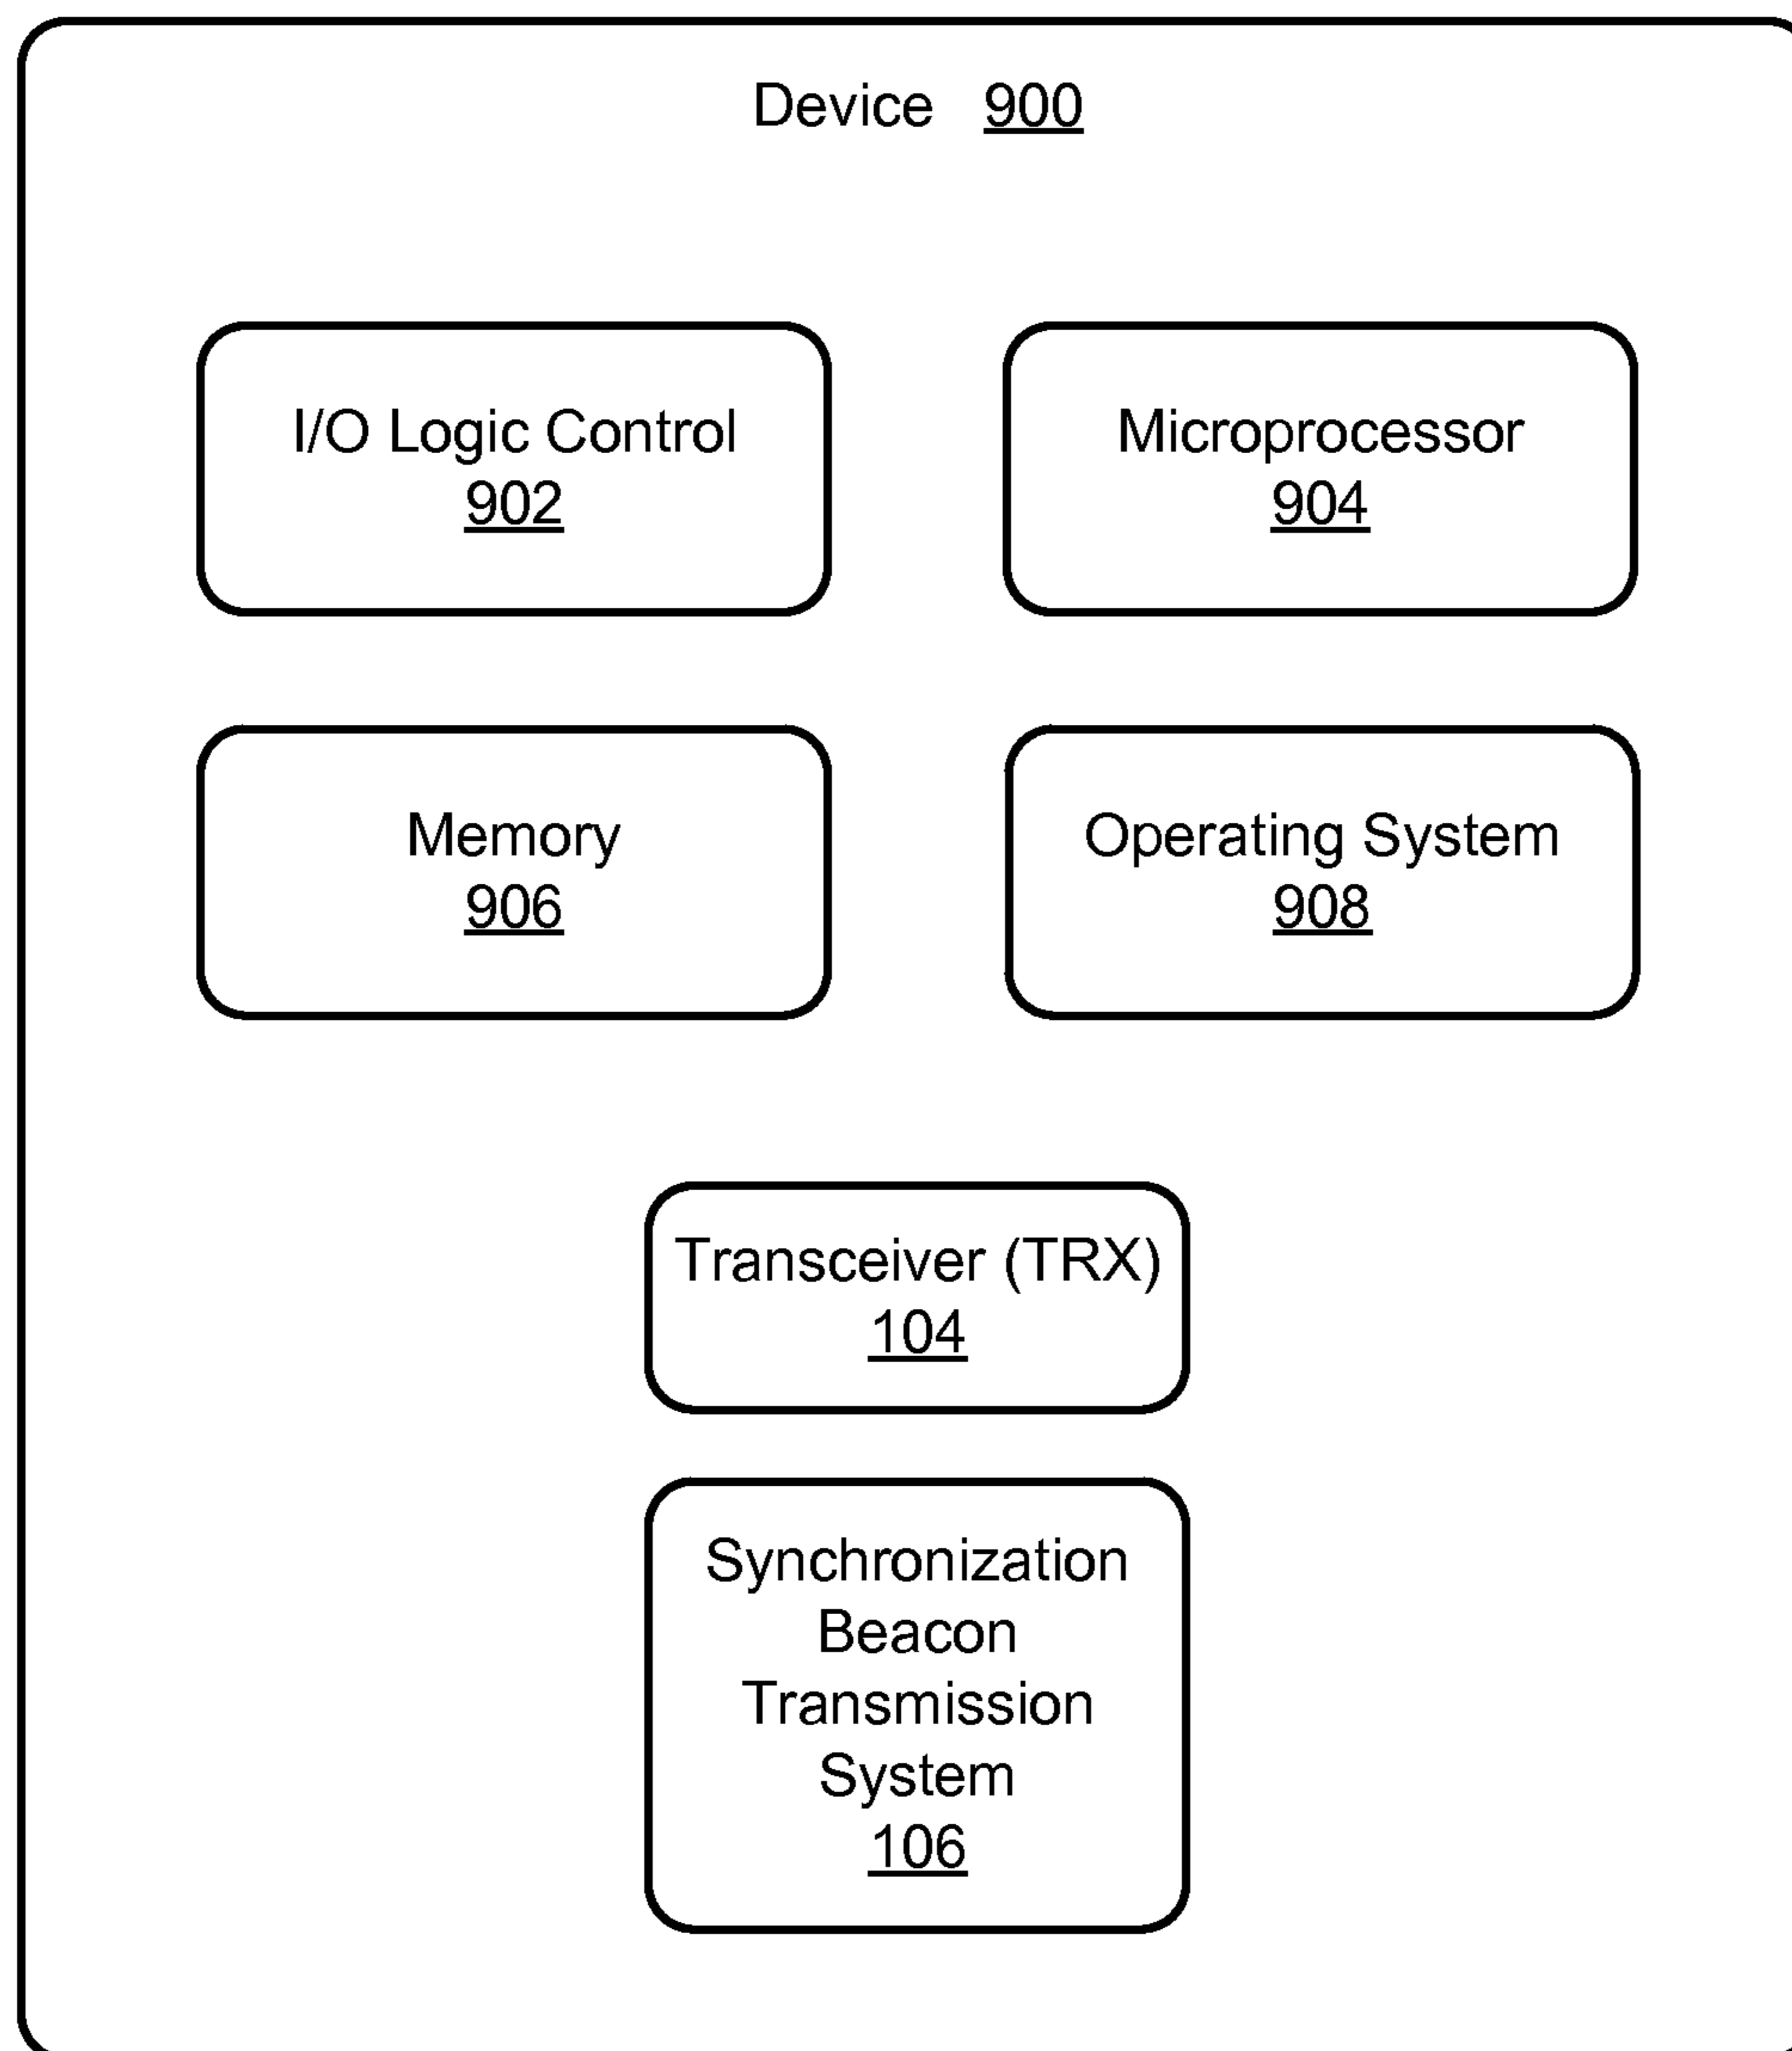 Device 900
I/O Logic Control
902
Microprocessor
904
Memory
906
Operating System
908
Transceiver (TRX)
104
Synchronization
Beacon
Transmission
System
106